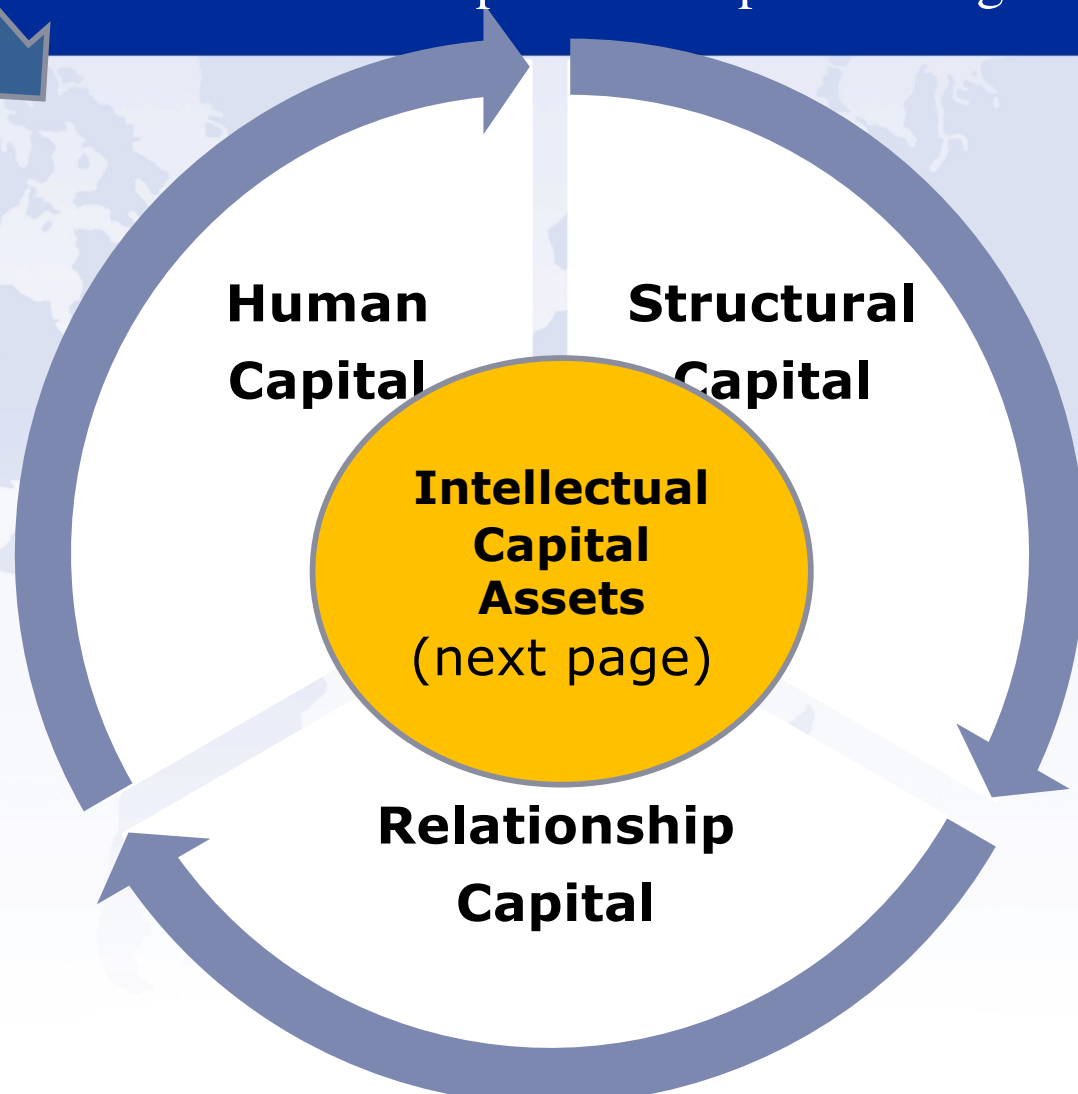 Human
Capital
Structural
Capital
Intellectual
Capital
Assets
(next page)
Relationship
Capital